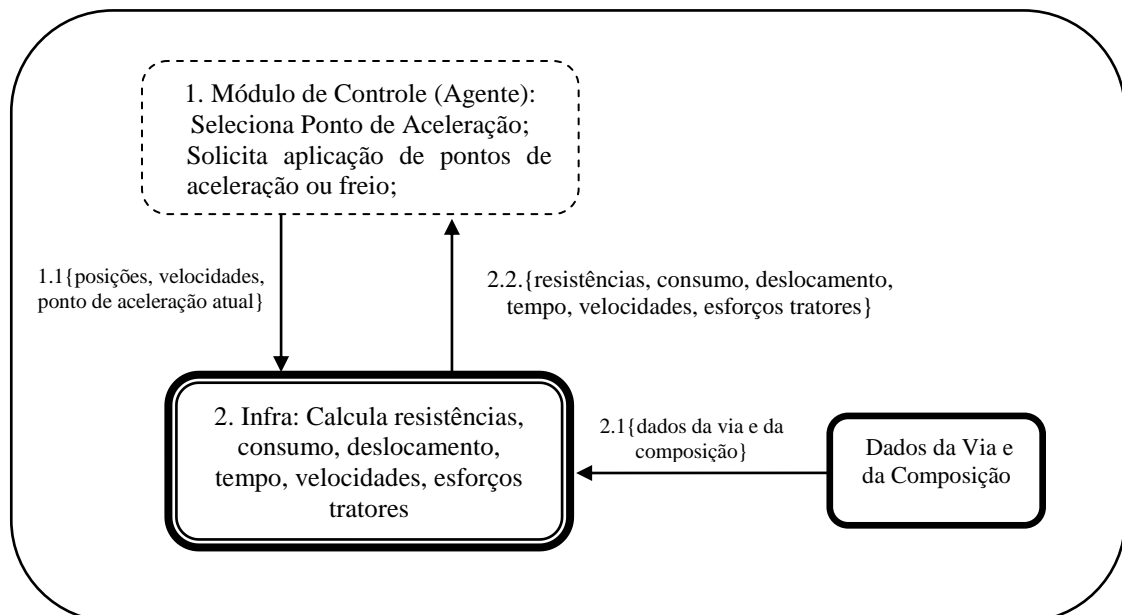 1. Módulo de Controle (Agente):
Seleciona Ponto de Aceleração;
Solicita aplicação de pontos de
aceleração ou freio;
1.1{posições, velocidades,
ponto de aceleração atual}
2.2.{resistências, consumo, deslocamento,
tempo, velocidades, esforços tratores}
2. Infra: Calcula resistências,
consumo, deslocamento,
tempo, velocidades, esforços
tratores
2.1{dados da via e da
composição}
Dados da Via e
da Composição